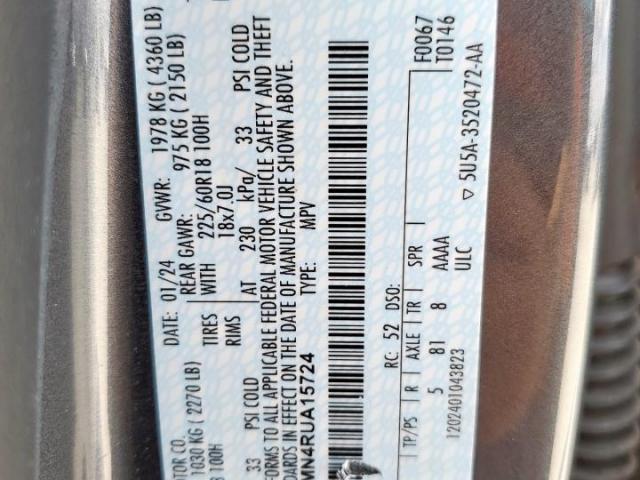 DATE: 01/24 GVWR: 1978 KG ( 4360 LB)
TOR CO.
1030 KG ( 2270 LB) REAR GAWR: 975 KG ( 2150 LB)
100H WITH 225/60R18 100H
TIRES
RIMS 18x7.0J
33 PSI COLD AT 230 kPa/ 33 PSI COLD
FORMS TO ALL APPLICABLE FEDERAL MOTOR VEHICLE SAFETY AND THEFT
DARDS IN EFFECT ON THE DATE OF MANUFACTURE SHOWN ABOVE.
MN4RUA15724 TYPE: MPV
F0067
T0146
RC: 52 DSO:
TP/PS R AXLE TR SPR
5 81 8 AAAA
1202401043823 ULC
5U5A-3520472-AA